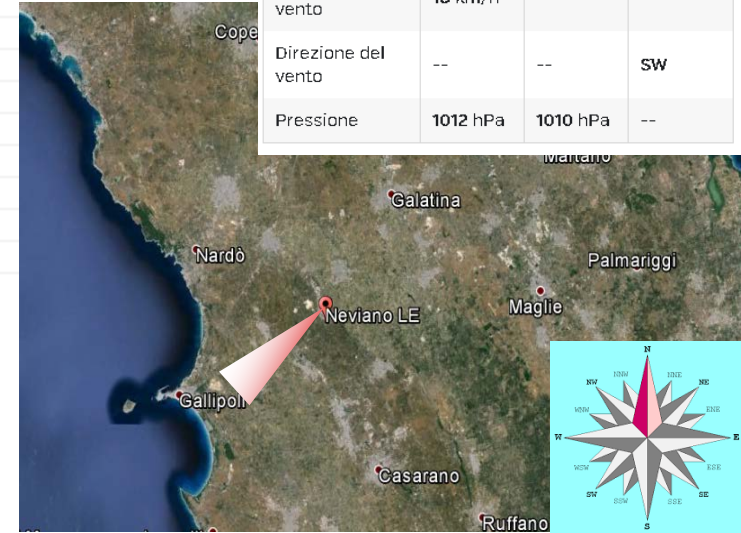 vento
Direzione del
vento
--
--
SW
Pressione
1012 hPa
1010 hPa
--
Cope
Martano
Galatina
Nardò
Palmariggi
Neviano LE
Maglie
Gallipoli
Casarano
Ruffano
N
NNW
NNE
NW
NE
WNW
ENE
W
E
WSW
ESE
SW
SE
SSW
SSE
S